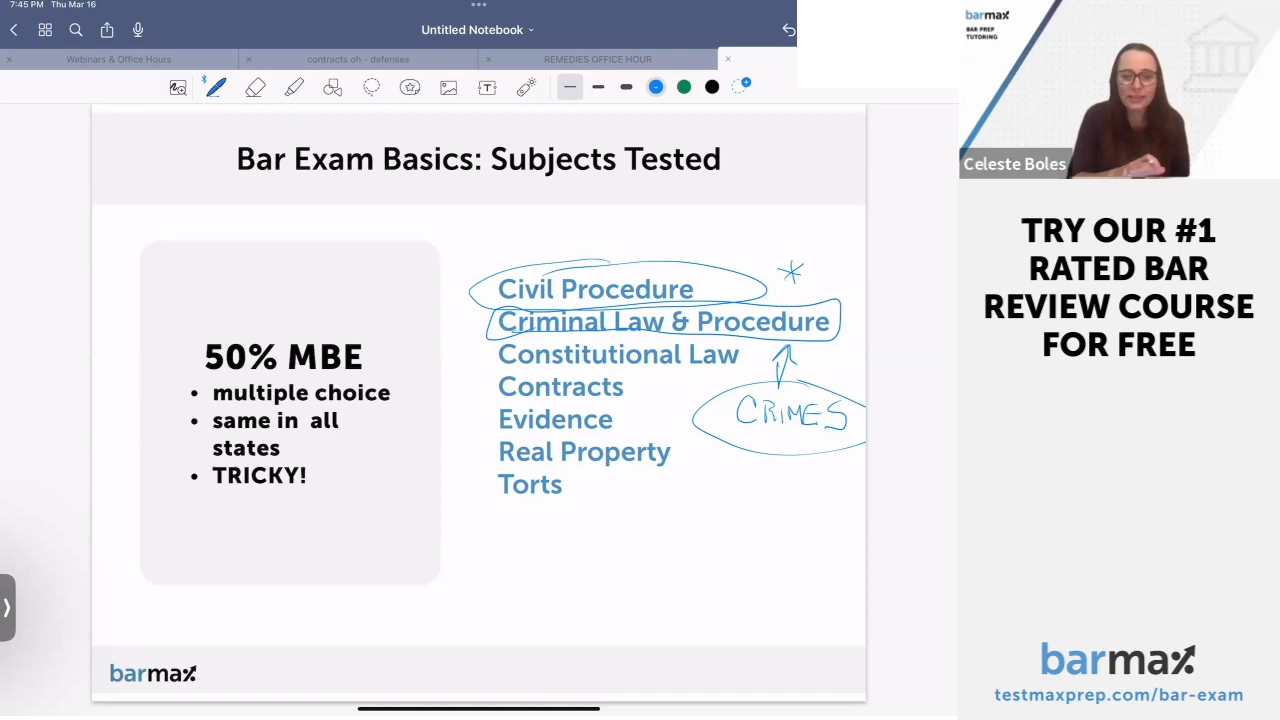 7:45 PM Thu Mar 16
Untitled Notebook
Webinars & Office Hours
contracts oh - defenses
REMEDIES OFFICE HOUR
Bar Exam Basics: Subjects Tested
50% MBE
• multiple choice
• same in all
states
• TRICKY!
Civil Procedure
Criminal Law & Procedure
Constitutional Law
Contracts
Evidence
Real Property
Torts
*
CRIMES
barmax
barmax
BAR PREP
TUTORING
Celeste Boles
TRY OUR #1
RATED BAR
REVIEW COURSE
FOR FREE
barmax
testmaxprep.com/bar-exam